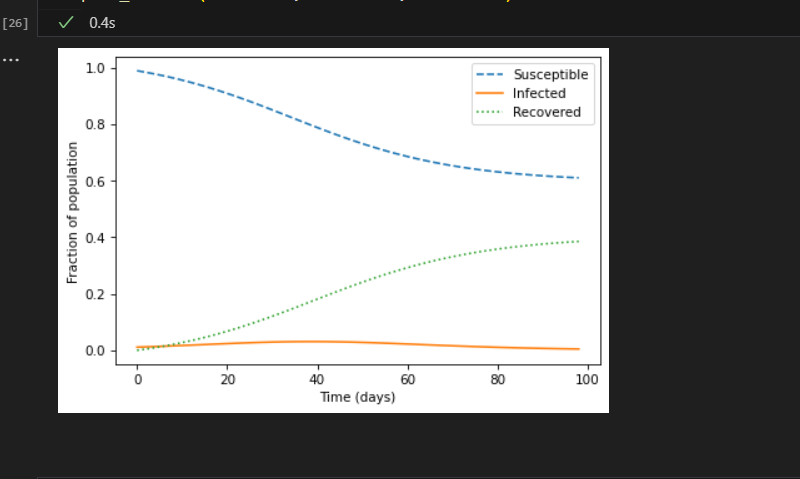 [26]
0.4s
...
Susceptible
Infected
Recovered
1.0
0.8
0.6
0.4
0.2
0.0
Fraction of population
0 20 40 60 80 100
Time (days)